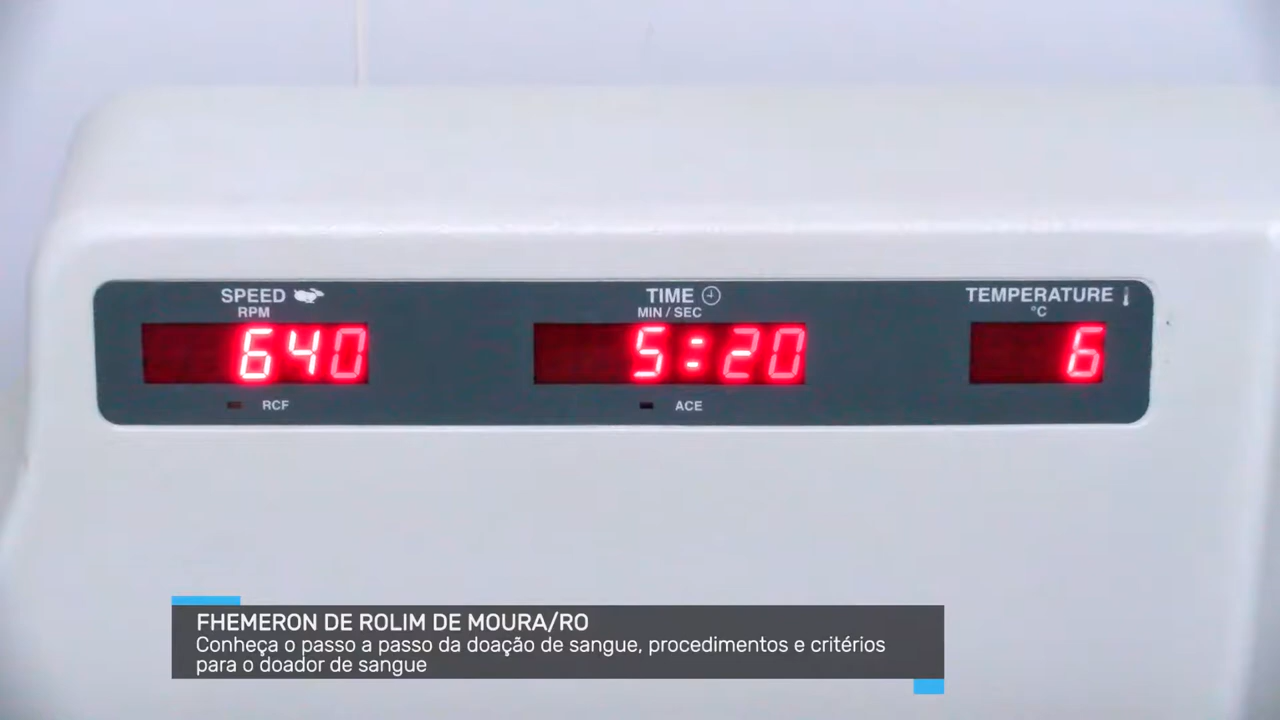 SPEED
RPM
640
RCF
TIME
MIN / SEC
5:20
ACE
TEMPERATURE
°C
6
FHEMERON DE ROLIM DE MOURA/RO
Conheça o passo a passo da doação de sangue, procedimentos e critérios
para o doador de sangue